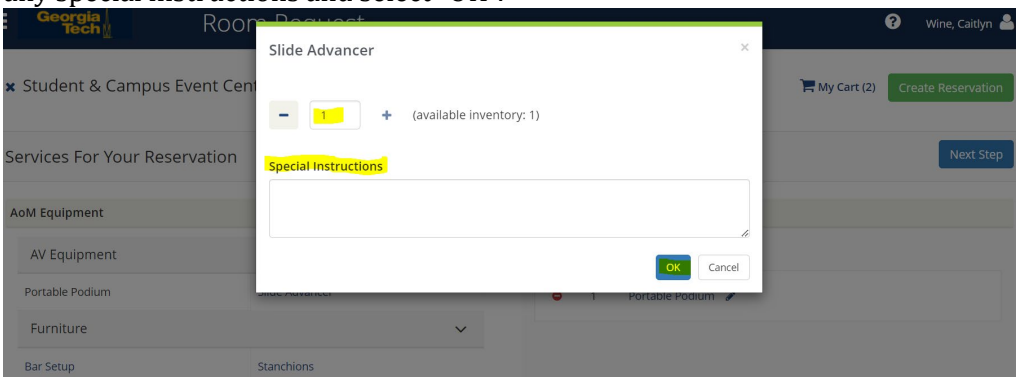 any special instructions and select "OK".
Georgia Tech
Room Request
Wine, Caitlyn
Slide Advancer
×
Student & Campus Event Cent
My Cart (2)
Create Reservation
- 1 + (available inventory: 1)
Services For Your Reservation
Next Step
Special Instructions
AoM Equipment
AV Equipment
OK
Cancel
Portable Podium
Slide Advancer
1 Portable Podium
Furniture
Bar Setup
Stanchions